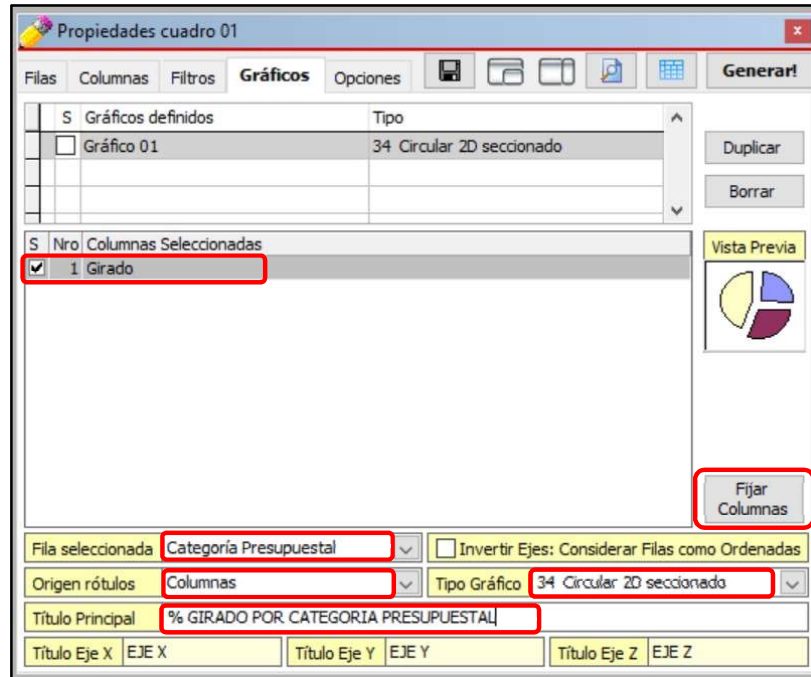 Propiedades cuadro 01
x
Filas Columnas Filtros Gráficos Opciones Generar!
S Gráficos definidos Tipo
Gráfico 01 34 Circular 2D seccionado
Duplicar
Borrar
S Nro Columnas Seleccionadas
1 Girado
Vista Previa
Fijar
Columnas
Fila seleccionada Categoría Presupuestal Invertir Ejes: Considerar Filas como Ordenadas
Origen rótulos Columnas Tipo Gráfico 34 Circular 2D seccionado
Título Principal % GIRADO POR CATEGORIA PRESUPUESTAL
Título Eje X EJE X Título Eje Y EJE Y Título Eje Z EJE Z